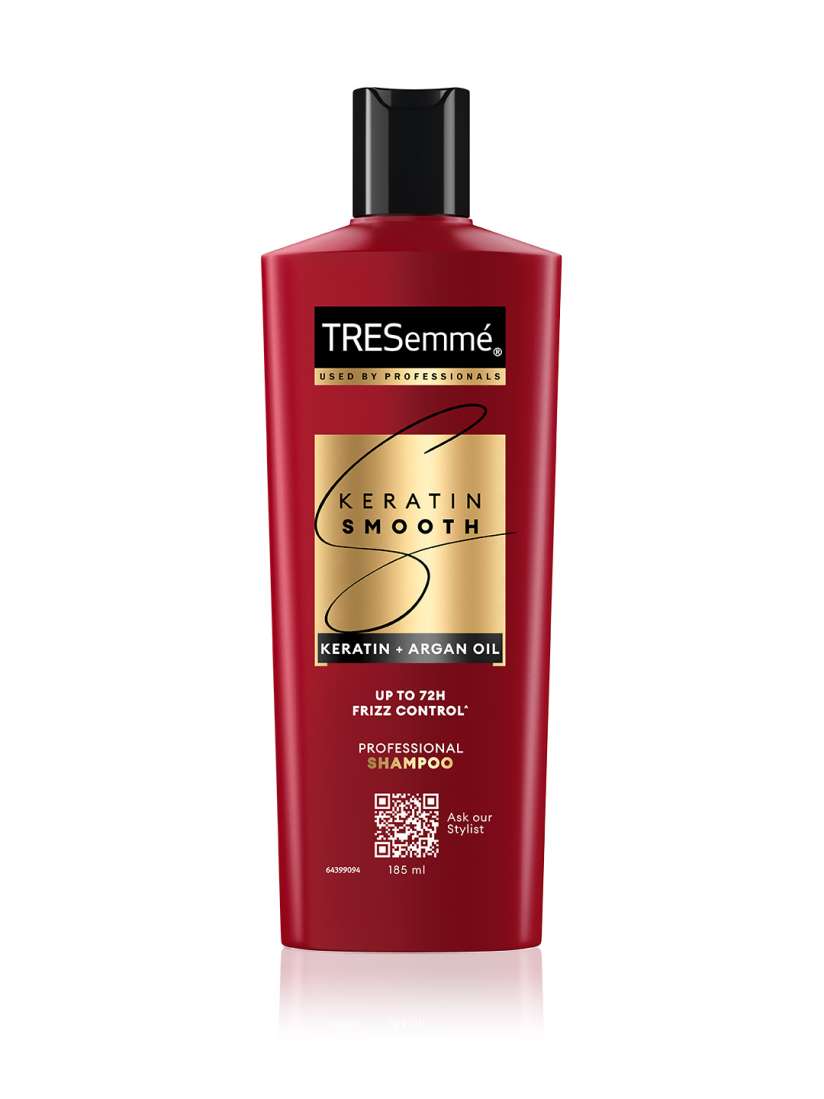 TRESemmé®
USED BY PROFESSIONALS
KERATIN
SMOOTH
KERATIN + ARGAN OIL
UP TO 72H
FRIZZ CONTROL^
PROFESSIONAL
SHAMPOO
Ask our
Stylist
64399094
185 ml